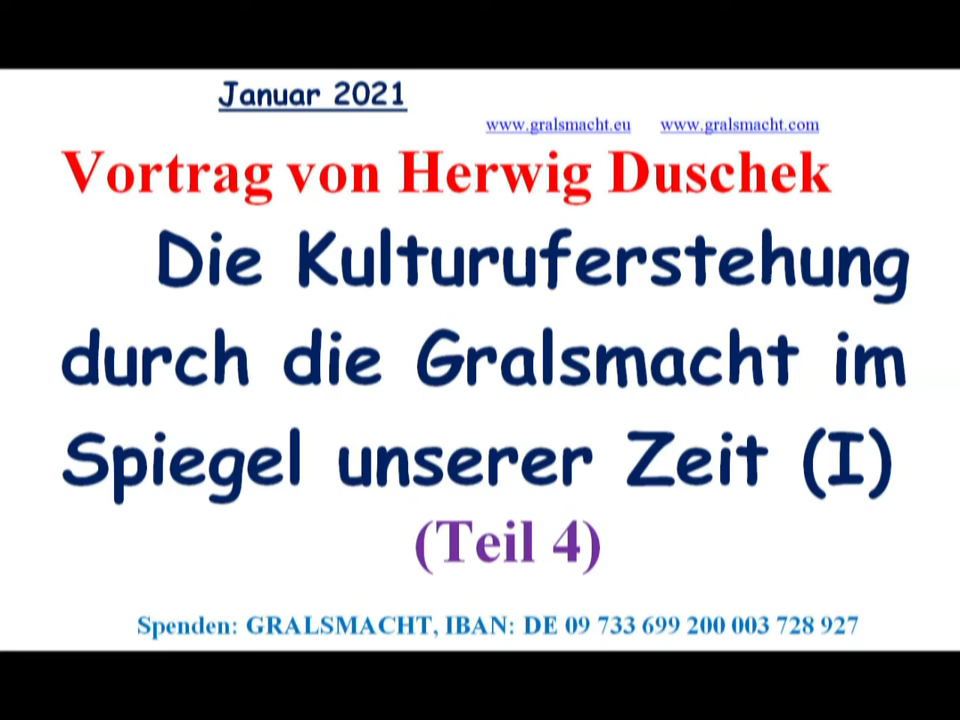 Januar 2021
www.gralsmacht.eu www.gralsmacht.com
Vortrag von Herwig Duschek
Die Kulturuferstehung
durch die Gralsmacht im
Spiegel unserer Zeit (I)
(Teil 4)
Spenden: GRALSMACHT, IBAN: DE 09 733 699 200 003 728 927